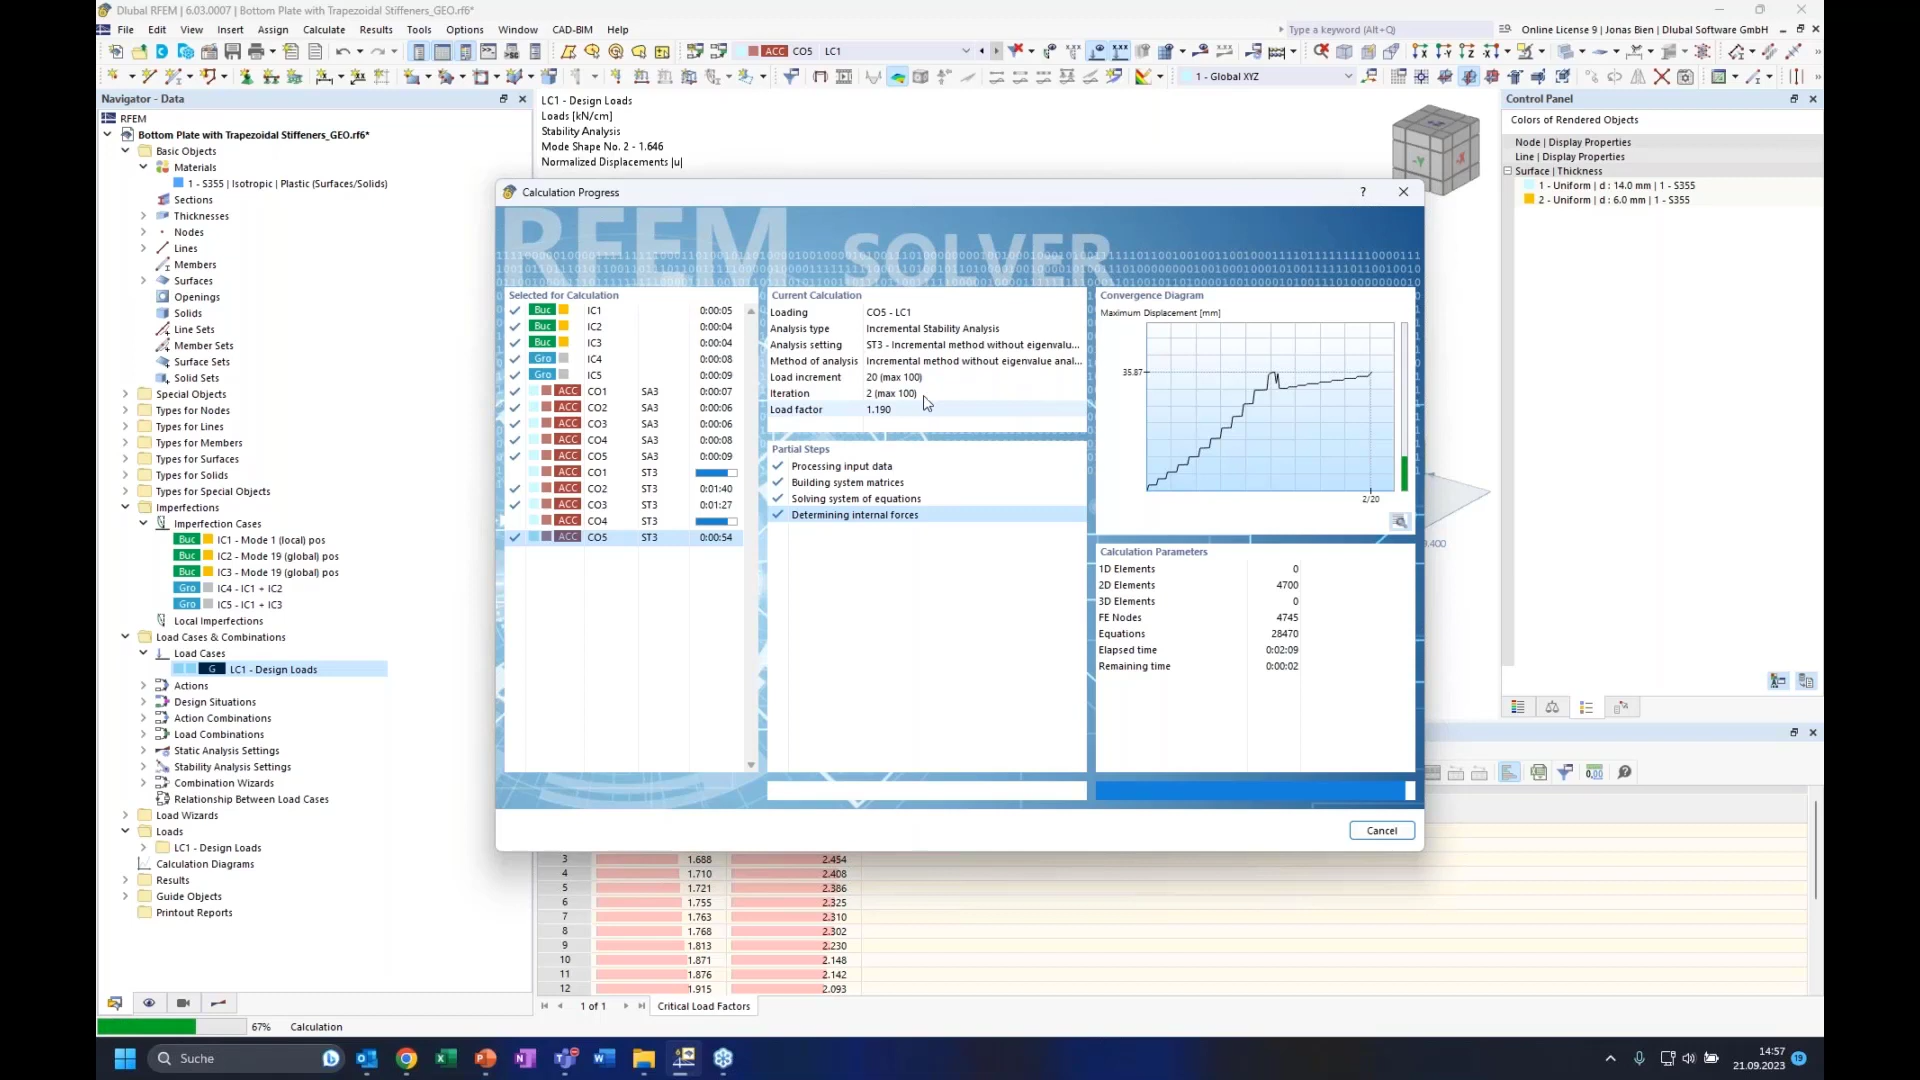 Dlubal RFEM | 6.03.0007 | Bottom Plate with Trapezoidal Stiffeners_GEO.rf6*
File Edit View Insert Assign Calculate Results Tools Options Window CAD-BIM Help
Type a keyword (Alt+Q)
Online License 9 | Jonas Bien | Dlubal Software GmbH
ACC CO5 LC1
1 - Global XYZ
Navigator - Data
RFEM
Bottom Plate with Trapezoidal Stiffeners_GEO.rf6*
Basic Objects
Materials
1 - S355 | Isotropic | Plastic (Surfaces/Solids)
Sections
Thicknesses
Nodes
Lines
Members
Surfaces
Openings
Solids
Line Sets
Member Sets
Surface Sets
Solid Sets
Special Objects
Types for Nodes
Types for Lines
Types for Members
Types for Surfaces
Types for Solids
Types for Special Objects
Imperfections
Imperfection Cases
Buc IC1 - Mode 1 (local) pos
Buc IC2 - Mode 19 (global) pos
Buc IC3 - Mode 19 (global) pos
Gro IC4 - IC1 + IC2
Gro IC5 - IC1 + IC3
Local Imperfections
Load Cases & Combinations
Load Cases
G LC1 - Design Loads
Actions
Design Situations
Action Combinations
Load Combinations
Static Analysis Settings
Stability Analysis Settings
Combination Wizards
Relationship Between Load Cases
Load Wizards
Loads
LC1 - Design Loads
Calculation Diagrams
Results
Guide Objects
Printout Reports
67% Calculation
LC1 - Design Loads
Loads [kN/cm]
Stability Analysis
Mode Shape No. 2 - 1.646
Normalized Displacements |u|
Calculation Progress
RFEM SOLVER
Selected for Calculation
Buc IC1 0:00:05
Buc IC2 0:00:04
Buc IC3 0:00:04
Gro IC4 0:00:08
Gro IC5 0:00:09
ACC CO1 SA3 0:00:07
ACC CO2 SA3 0:00:06
ACC CO3 SA3 0:00:06
ACC CO4 SA3 0:00:08
ACC CO5 SA3 0:00:09
ACC CO1 ST3
ACC CO2 ST3 0:01:40
ACC CO3 ST3 0:01:27
ACC CO4 ST3
ACC CO5 ST3 0:00:54
Current Calculation
Loading CO5 - LC1
Analysis type Incremental Stability Analysis
Analysis setting ST3 - Incremental method without eigenvalu...
Method of analysis Incremental method without eigenvalue anal...
Load increment 20 (max 100)
Iteration 2 (max 100)
Load factor 1.190
Partial Steps
Processing input data
Building system matrices
Solving system of equations
Determining internal forces
Convergence Diagram
Maximum Displacement [mm]
35.87
2/20
Calculation Parameters
1D Elements 0
2D Elements 4700
3D Elements 0
FE Nodes 4745
Equations 28470
Elapsed time 0:02:09
Remaining time 0:00:02
Cancel
3 1.688 2.454
4 1.710 2.408
5 1.721 2.386
6 1.755 2.325
7 1.763 2.310
8 1.768 2.302
9 1.813 2.230
10 1.871 2.148
11 1.876 2.142
12 1.915 2.093
1 of 1 Critical Load Factors
Control Panel
Colors of Rendered Objects
Node | Display Properties
Line | Display Properties
Surface | Thickness
1 - Uniform | d : 14.0 mm | 1 - S355
2 - Uniform | d : 6.0 mm | 1 - S355
Suche
14:57
21.09.2023
19